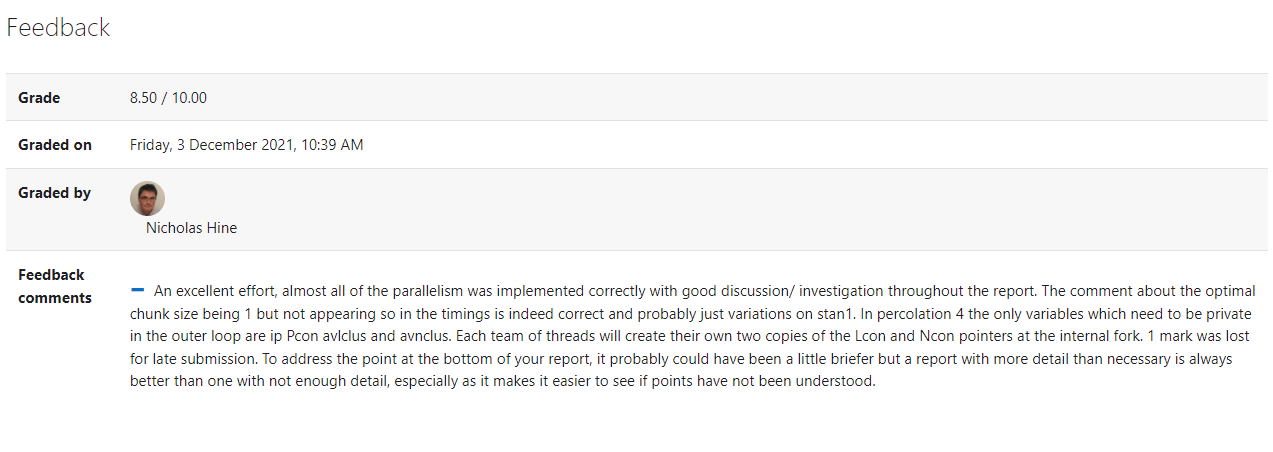 Feedback
Grade 8.50 / 10.00
Graded on Friday, 3 December 2021, 10:39 AM
Graded by
Nicholas Hine
Feedback comments
An excellent effort, almost all of the parallelism was implemented correctly with good discussion/ investigation throughout the report. The comment about the optimal
chunk size being 1 but not appearing so in the timings is indeed correct and probably just variations on stan1. In percolation 4 the only variables which need to be private
in the outer loop are ip Pcon avlclus and avnclus. Each team of threads will create their own two copies of the Lcon and Ncon pointers at the internal fork. 1 mark was lost
for late submission. To address the point at the bottom of your report, it probably could have been a little briefer but a report with more detail than necessary is always
better than one with not enough detail, especially as it makes it easier to see if points have not been understood.